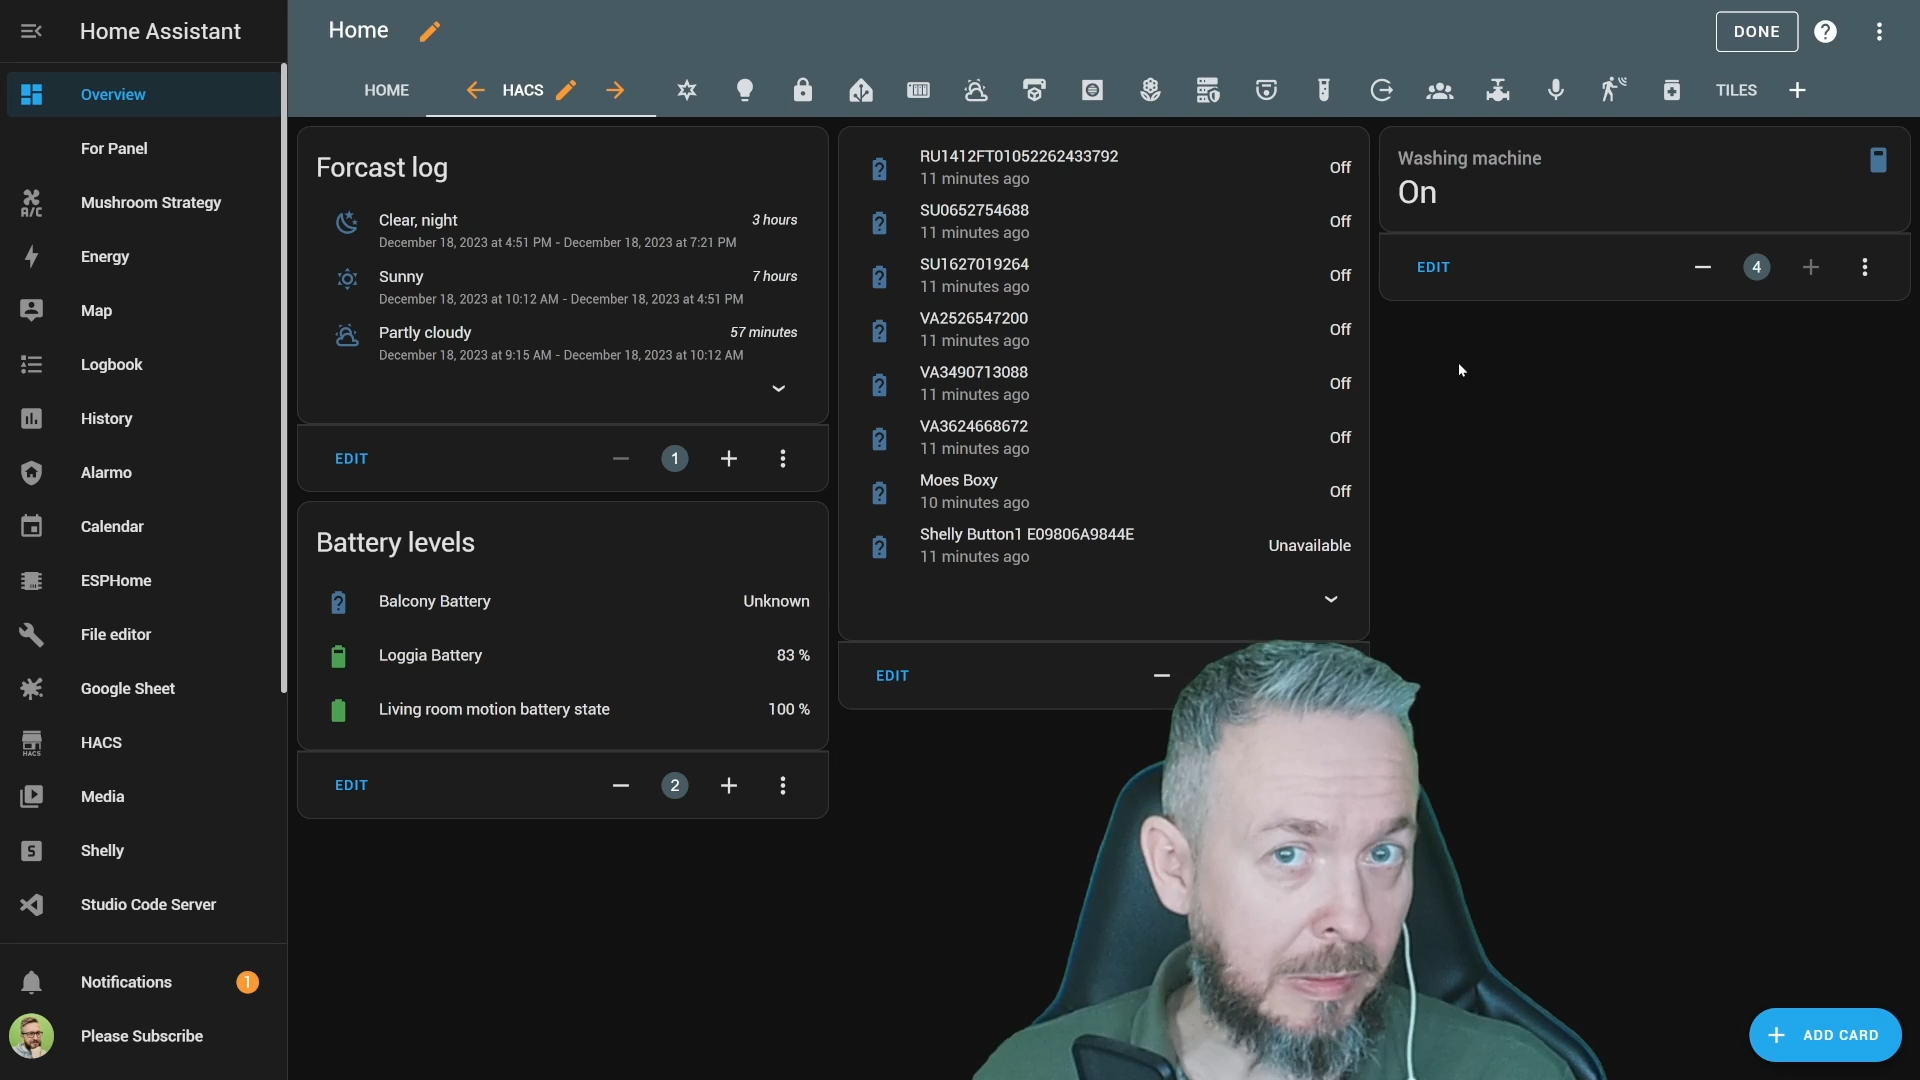 Home Assistant
Overview
For Panel
A/C
Mushroom Strategy
Energy
Map
Logbook
History
Alarmo
Calendar
ESPHome
File editor
Google Sheet
HACS
HACS
Media
S
Shelly
Studio Code Server
Notifications
1
Please Subscribe
Home
DONE
?
HOME
HACS
TILES
Forcast log
Clear, night
3 hours
December 18, 2023 at 4:51 PM - December 18, 2023 at 7:21 PM
Sunny
7 hours
December 18, 2023 at 10:12 AM - December 18, 2023 at 4:51 PM
Partly cloudy
57 minutes
December 18, 2023 at 9:15 AM - December 18, 2023 at 10:12 AM
EDIT
1
Battery levels
Balcony Battery
Unknown
Loggia Battery
83 %
Living room motion battery state
100 %
EDIT
2
RU1412FT01052262433792
11 minutes ago
Off
SU0652754688
11 minutes ago
Off
SU1627019264
11 minutes ago
Off
VA2526547200
11 minutes ago
Off
VA3490713088
11 minutes ago
Off
VA3624668672
11 minutes ago
Off
Moes Boxy
10 minutes ago
Off
Shelly Button1 E09806A9844E
11 minutes ago
Unavailable
EDIT
Washing machine
On
EDIT
4
ADD CARD